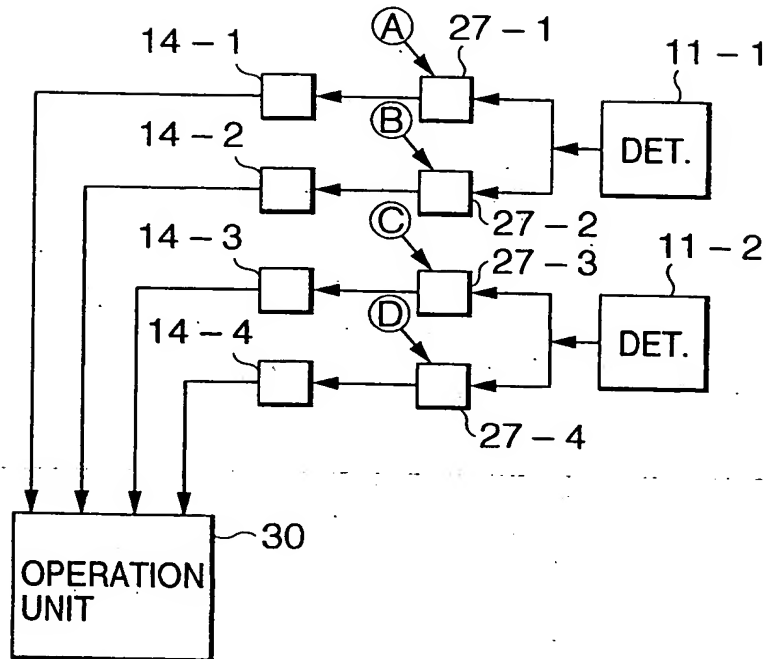 A
14-1
27-1
11-1
B
DET.
14-2
C
27-2
14-3
27-3
11-2
D
14-4
DET.
27-4
30
OPERATION
UNIT